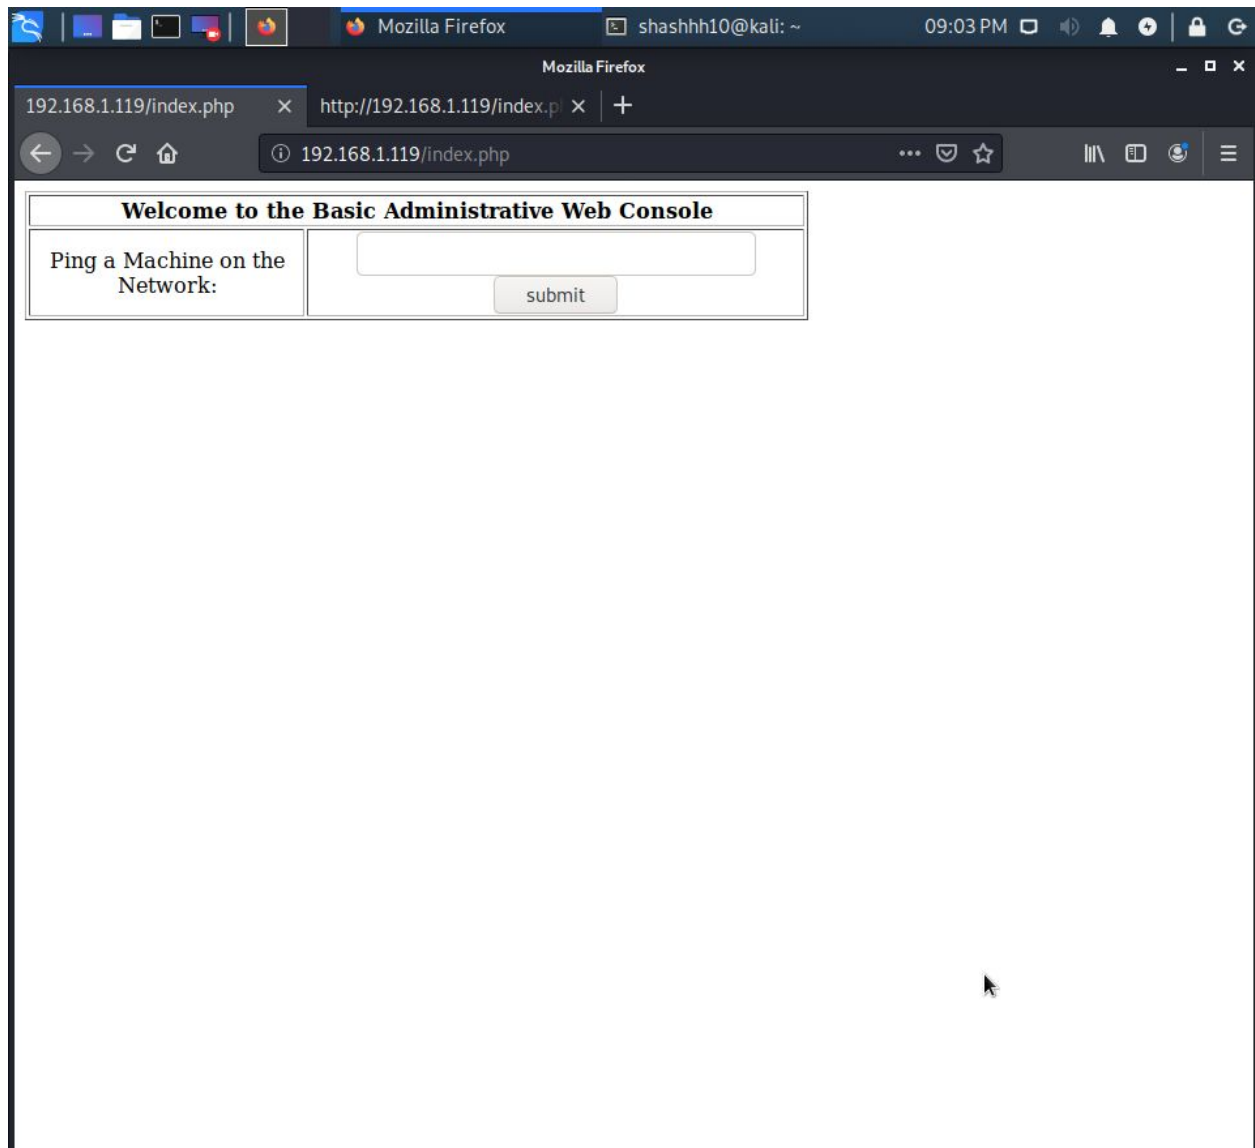 Mozilla Firefox
shashhh10@kali: ~
09:03 PM
Mozilla Firefox
192.168.1.119/index.php
http://192.168.1.119/index.p
192.168.1.119/index.php
Welcome to the Basic Administrative Web Console
Ping a Machine on the
Network:
submit